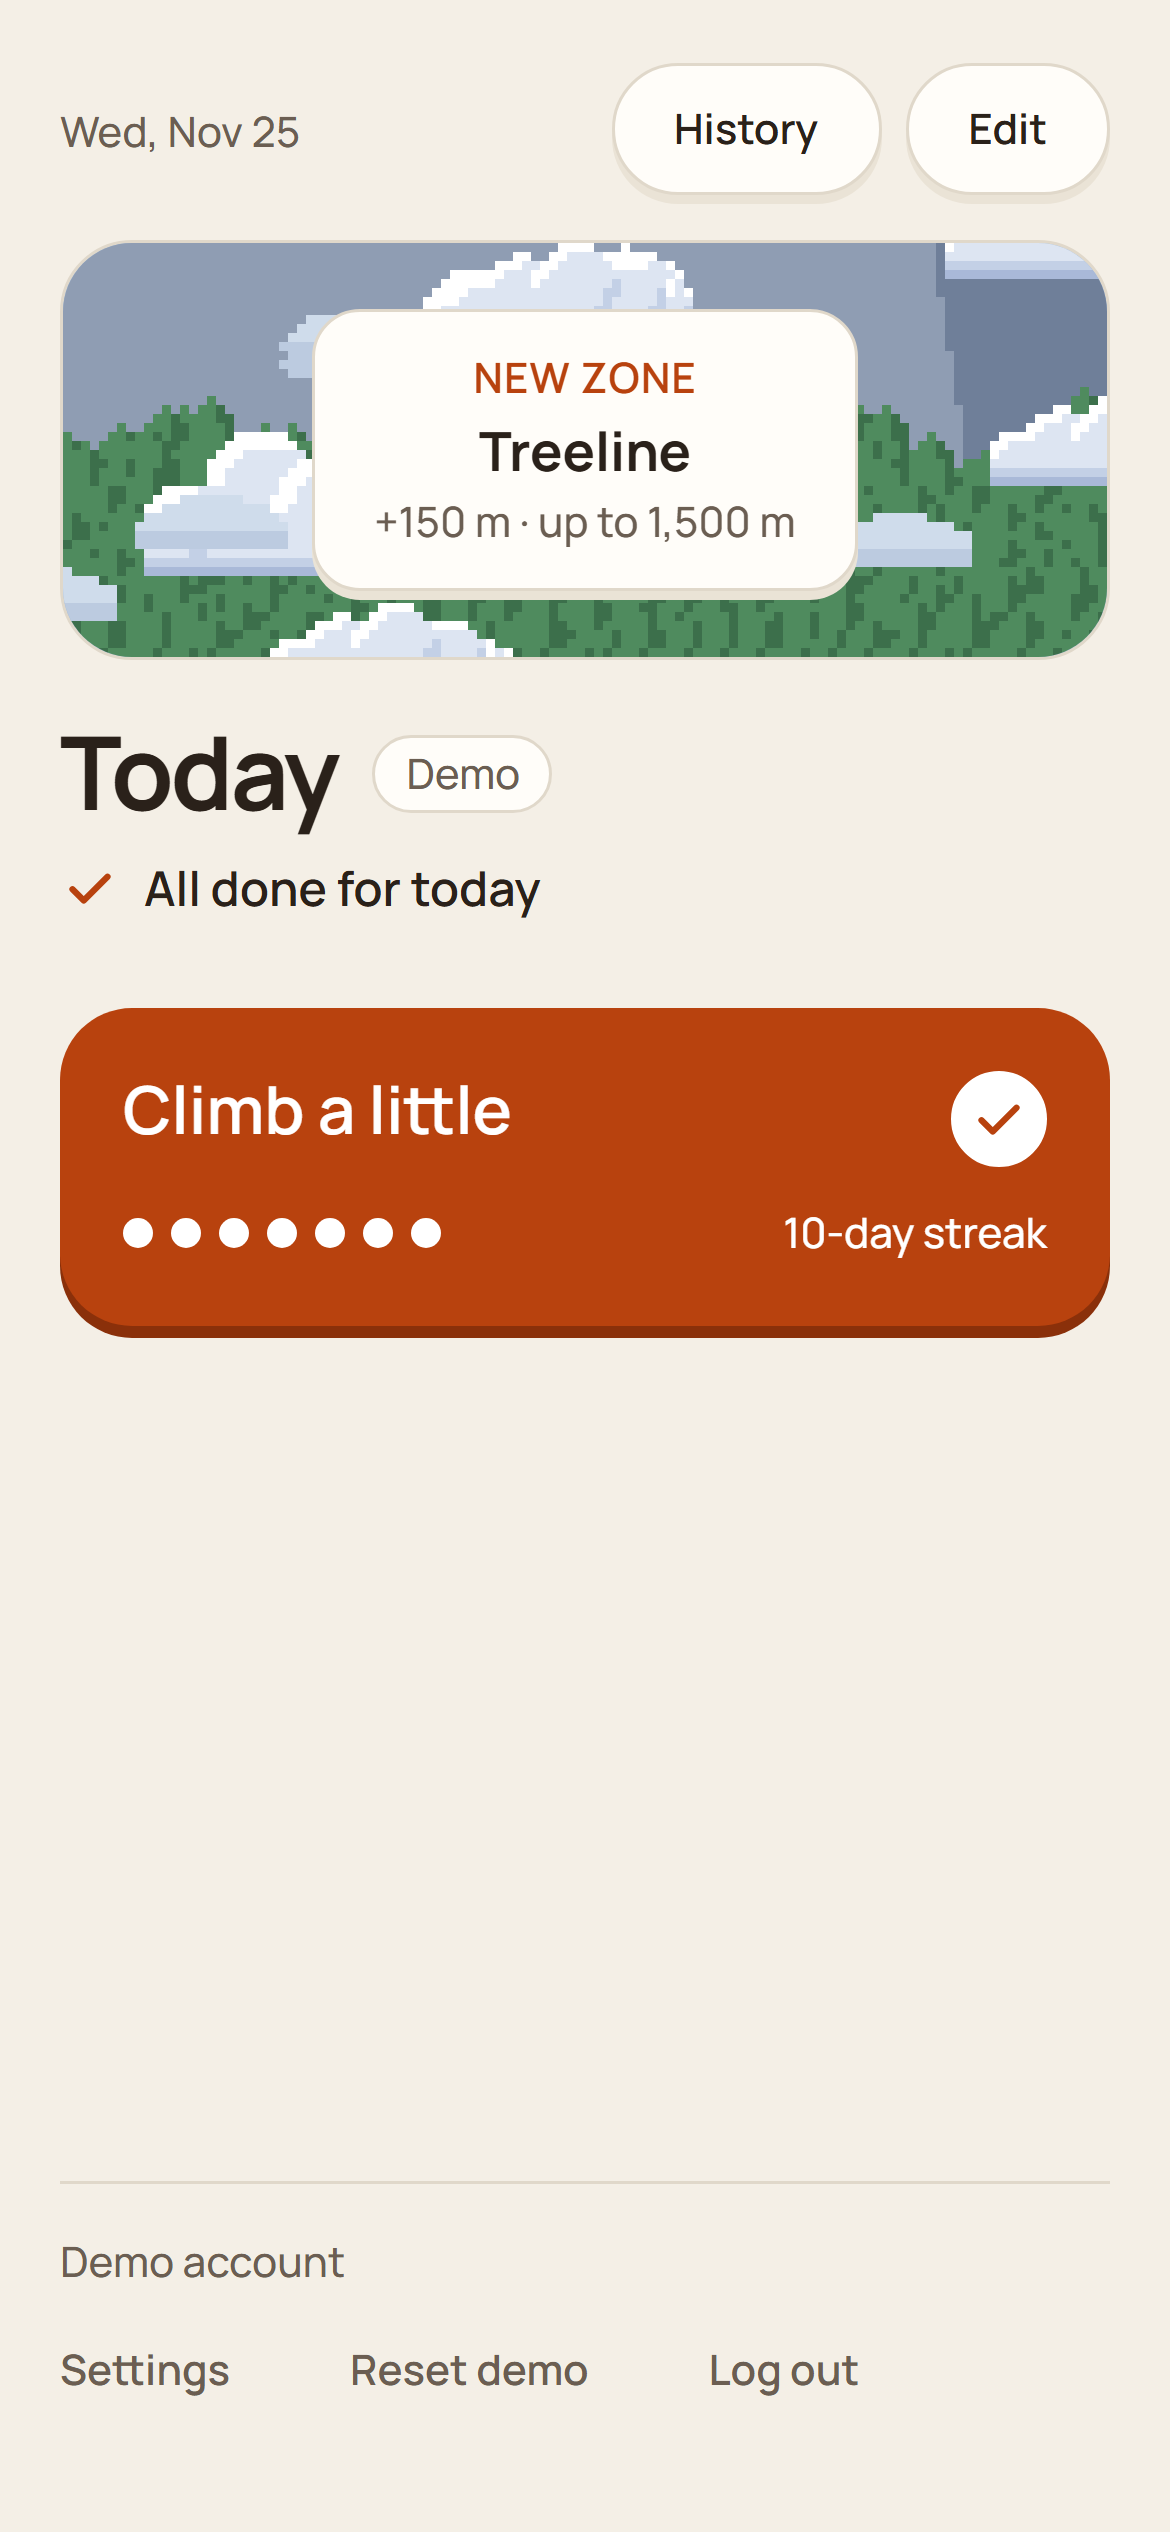 Wed, Nov 25
History
Edit
NEW ZONE
Treeline
+150 m · up to 1,500 m
Today
Demo
All done for today
Climb a little
10-day streak
Demo account
Settings
Reset demo
Log out